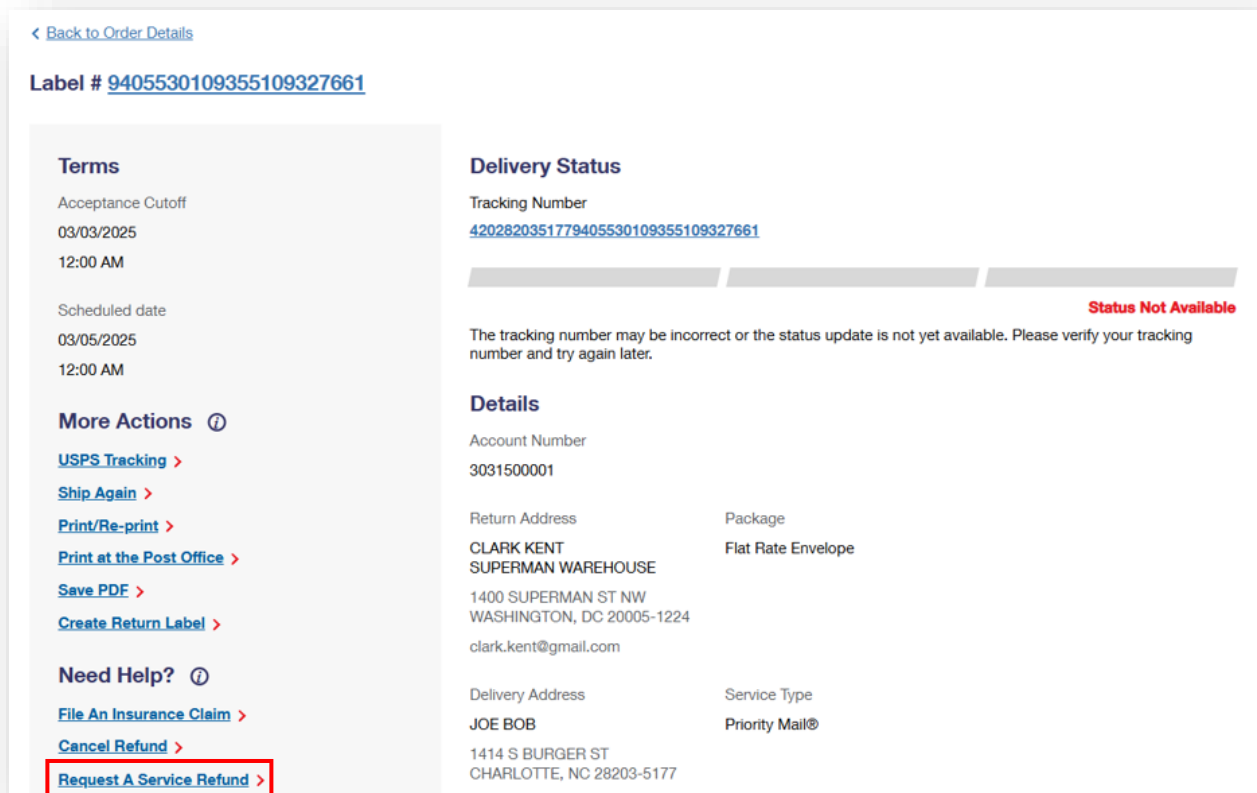 Back to Order Details
Label # 9405530109355109327661
Terms
Acceptance Cutoff
03/03/2025
12:00 AM
Scheduled date
03/05/2025
12:00 AM
More Actions
USPS Tracking
Ship Again
Print/Re-print
Print at the Post Office
Save PDF
Create Return Label
Need Help?
File An Insurance Claim
Cancel Refund
Request A Service Refund
Delivery Status
Tracking Number
4202820351779405530109355109327661
Status Not Available
The tracking number may be incorrect or the status update is not yet available. Please verify your tracking
number and try again later.
Details
Account Number
3031500001
Return Address
CLARK KENT
SUPERMAN WAREHOUSE
1400 SUPERMAN ST NW
WASHINGTON, DC 20005-1224
clark.kent@gmail.com
Package
Flat Rate Envelope
Delivery Address
JOE BOB
1414 S BURGER ST
CHARLOTTE, NC 28203-5177
Service Type
Priority Mail®